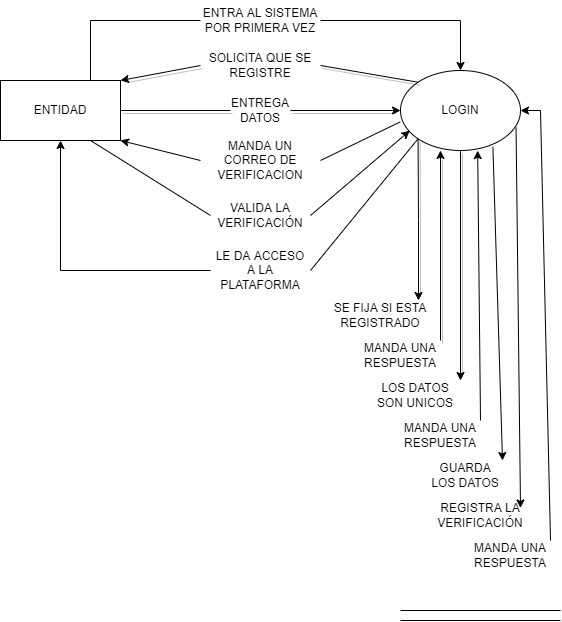 ENTRA AL SISTEMA
POR PRIMERA VEZ
SOLICITA QUE SE
REGISTRE
ENTIDAD
ENTREGA
DATOS
LOGIN
MANDA UN
CORREO DE
VERIFICACION
VALIDA LA
VERIFICACIÓN
LE DA ACCESO
A LA
PLATAFORMA
SE FIJA SI ESTA
REGISTRADO
MANDA UNA
RESPUESTA
LOS DATOS
SON UNICOS
MANDA UNA
RESPUESTA
GUARDA
LOS DATOS
REGISTRA LA
VERIFICACIÓN
MANDA UNA
RESPUESTA